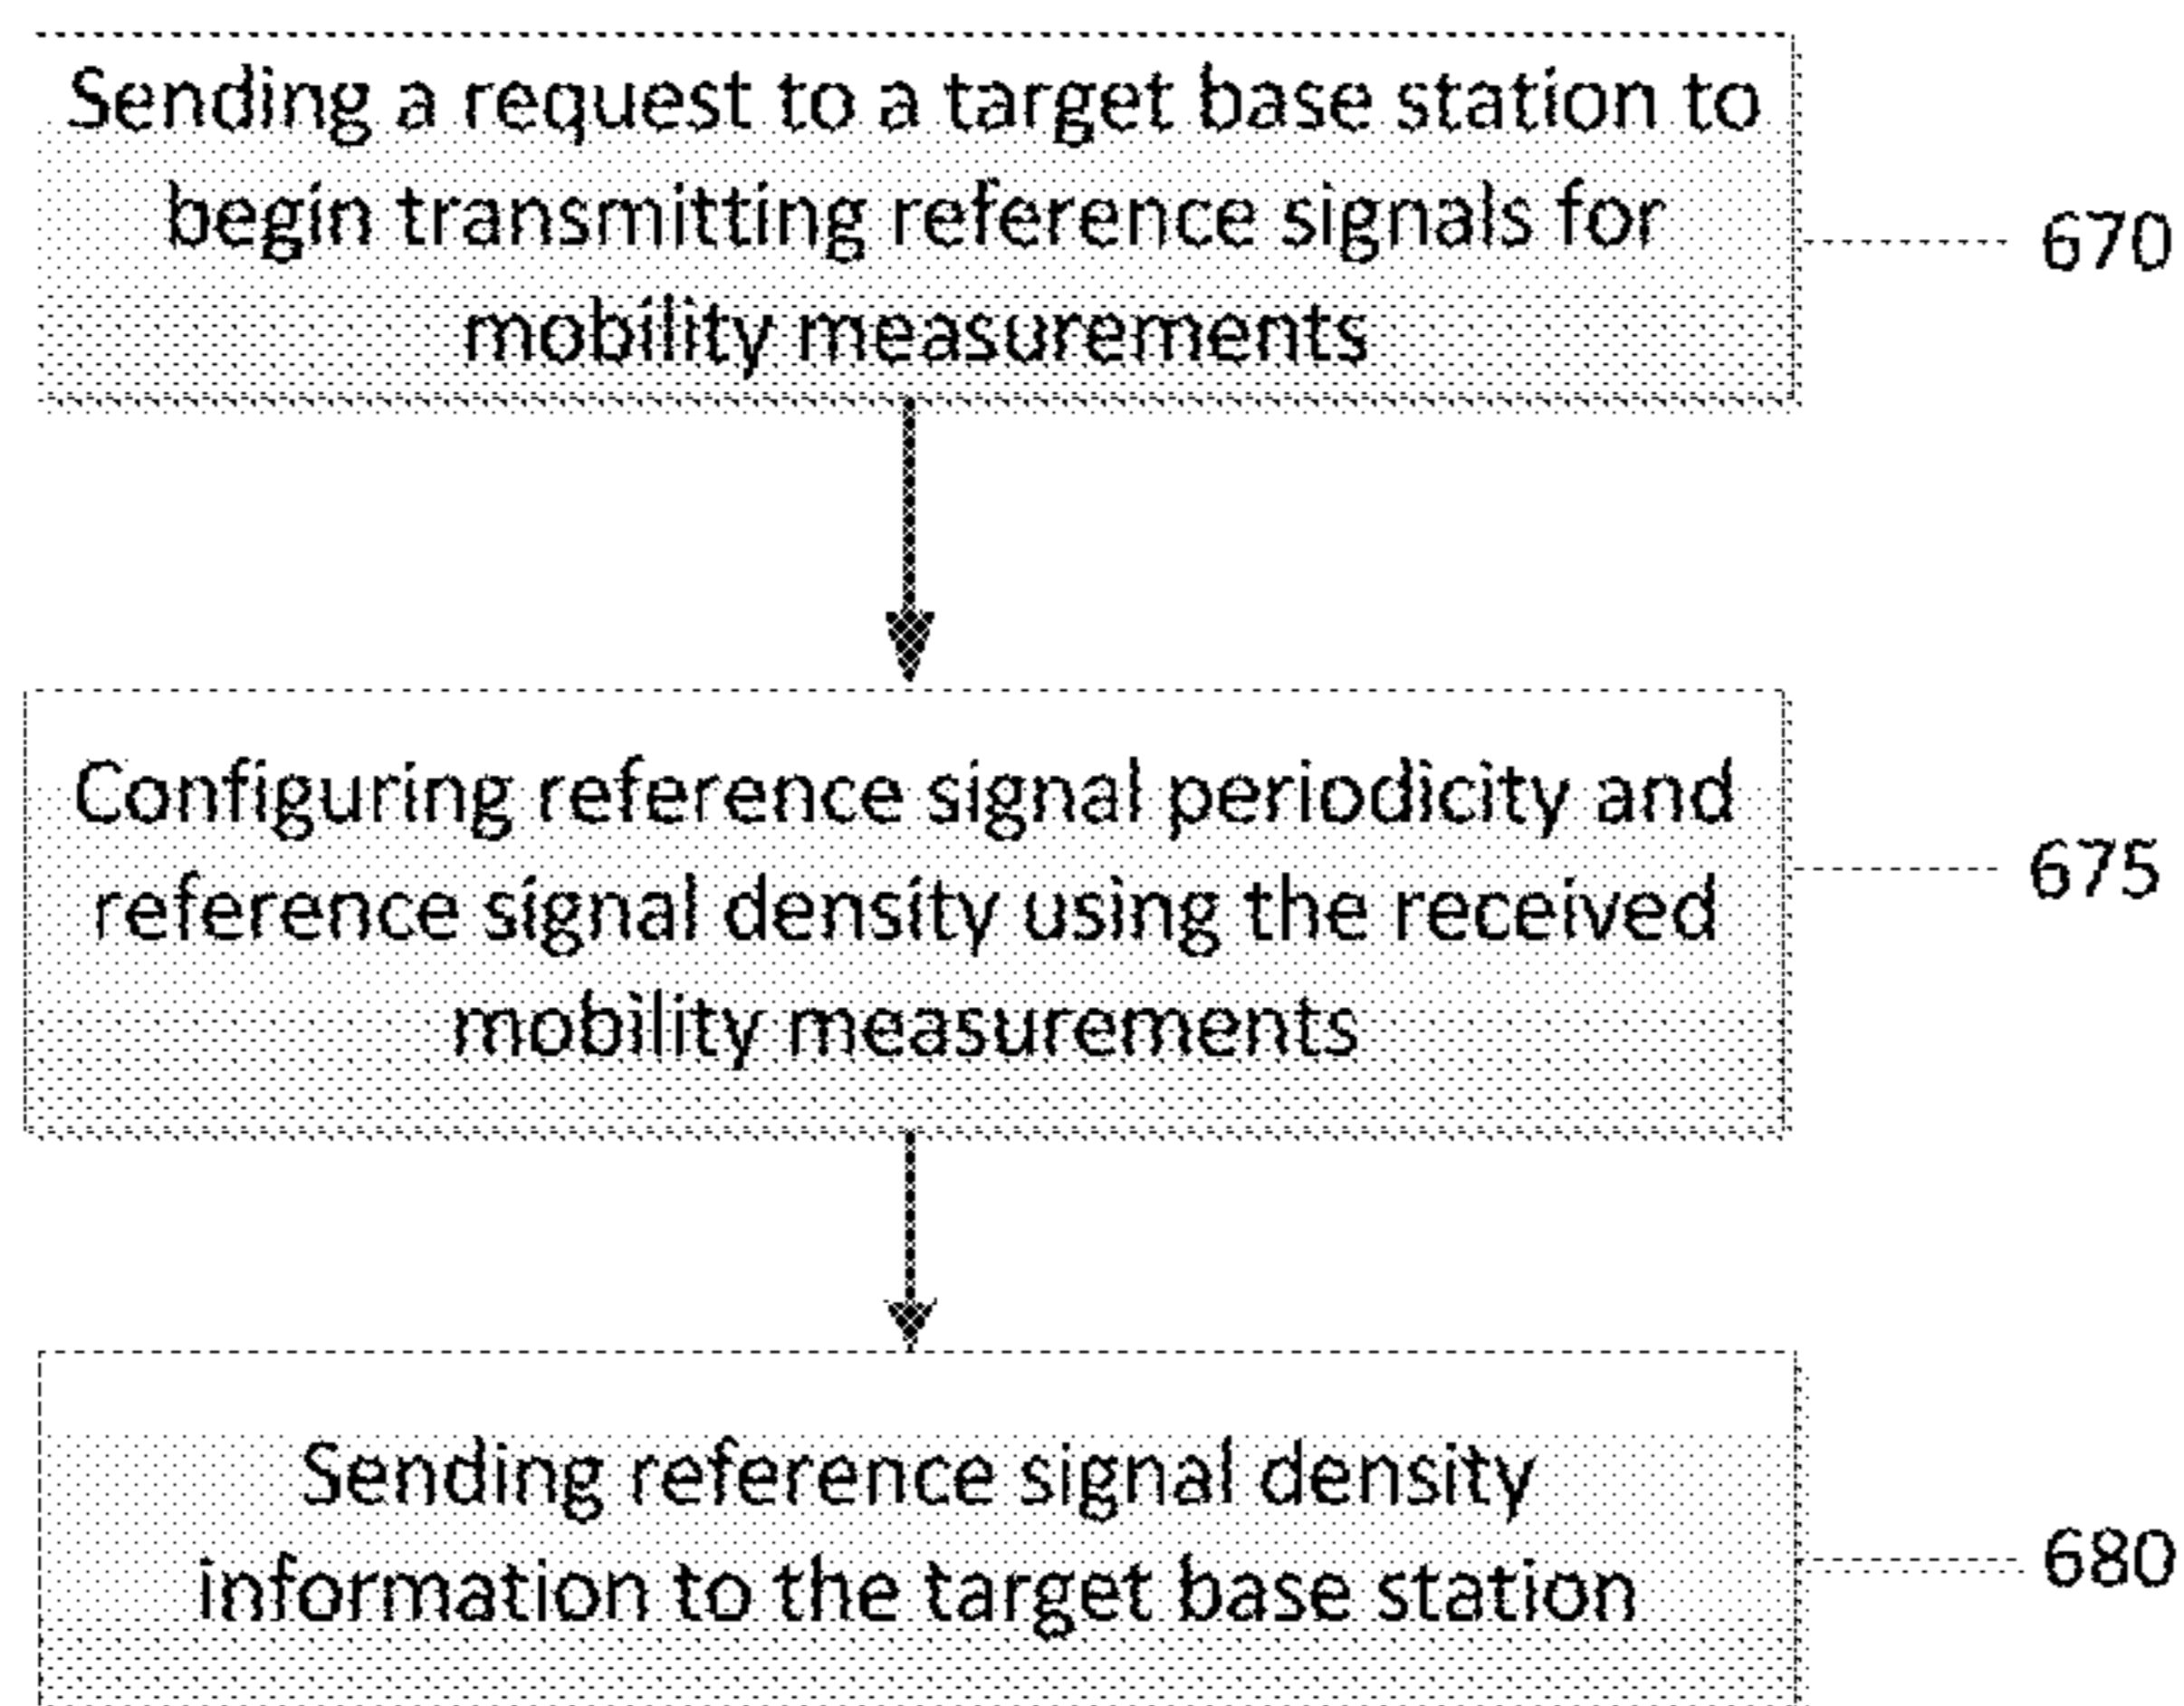 Sending a request to a target base station to
begin transmitting reference signals for
mobility measurements
670
Configuring reference signal periodicity and
reference signal density using the received
mobility measurements
675
Sending reference signal density
information to the target base station
680